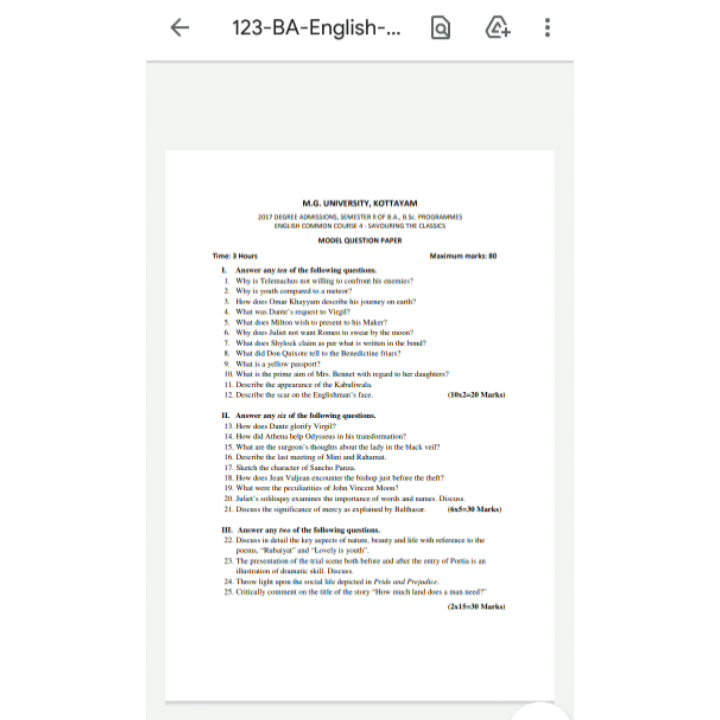 123-BA-English-...
M.G. UNIVERSITY, KOTTAYAM
2017 DEGREE ADMISSIONS, SEMESTER II OF B.A., B.Sc. PROGRAMMES
ENGLISH COMMON COURSE 4 - SAVOURING THE CLASSICS
MODEL QUESTION PAPER
Time: 3 Hours Maximum marks: 80
I. Answer any ten of the following questions.
1. Why is Telemachus not willing to confront his enemies?
2. Why is youth compared to a meteor?
3. How does Omar Khayyam describe his journey on earth?
4. What was Dante's request to Virgil?
5. What does Milton wish to present to his Maker?
6. Why does Juliet not want Romeo to swear by the moon?
7. What does Shylock claim as per what is written in the bond?
8. What did Don Quixote tell to the Benedictine friars?
9. What is a yellow passport?
10. What is the prime aim of Mrs. Bennet with regard to her daughters?
11. Describe the appearance of the Kabuliwala.
12. Describe the scar on the Englishman's face. (10x2=20 Marks)
II. Answer any six of the following questions.
13. How does Dante glorify Virgil?
14. How did Athena help Odysseus in his transformation?
15. What are the surgeon's thoughts about the lady in the black veil?
16. Describe the last meeting of Mini and Rahamat.
17. Sketch the character of Sancho Panza.
18. How does Jean Valjean encounter the bishop just before the theft?
19. What were the peculiarities of John Vincent Moon?
20. Juliet's soliloquy examines the importance of words and names. Discuss.
21. Discuss the significance of mercy as explained by Balthasar. (6x5=30 Marks)
III. Answer any two of the following questions.
22. Discuss in detail the key aspects of nature, beauty and life with reference to the
poems, "Rubaiyat" and "Lovely is youth".
23. The presentation of the trial scene both before and after the entry of Portia is an
illustration of dramatic skill. Discuss.
24. Throw light upon the social life depicted in Pride and Prejudice.
25. Critically comment on the title of the story "How much land does a man need?"
(2x15=30 Marks)